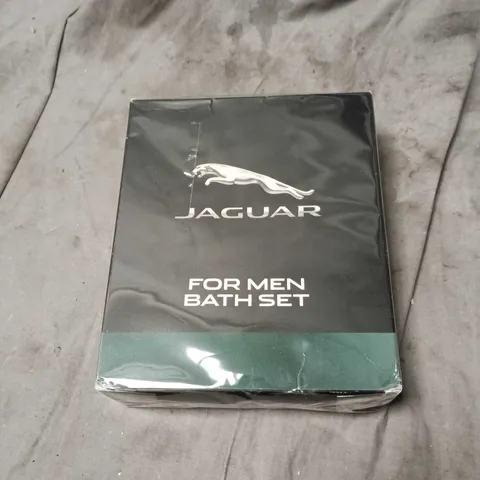 JAGUAR
FOR MEN
BATH SET